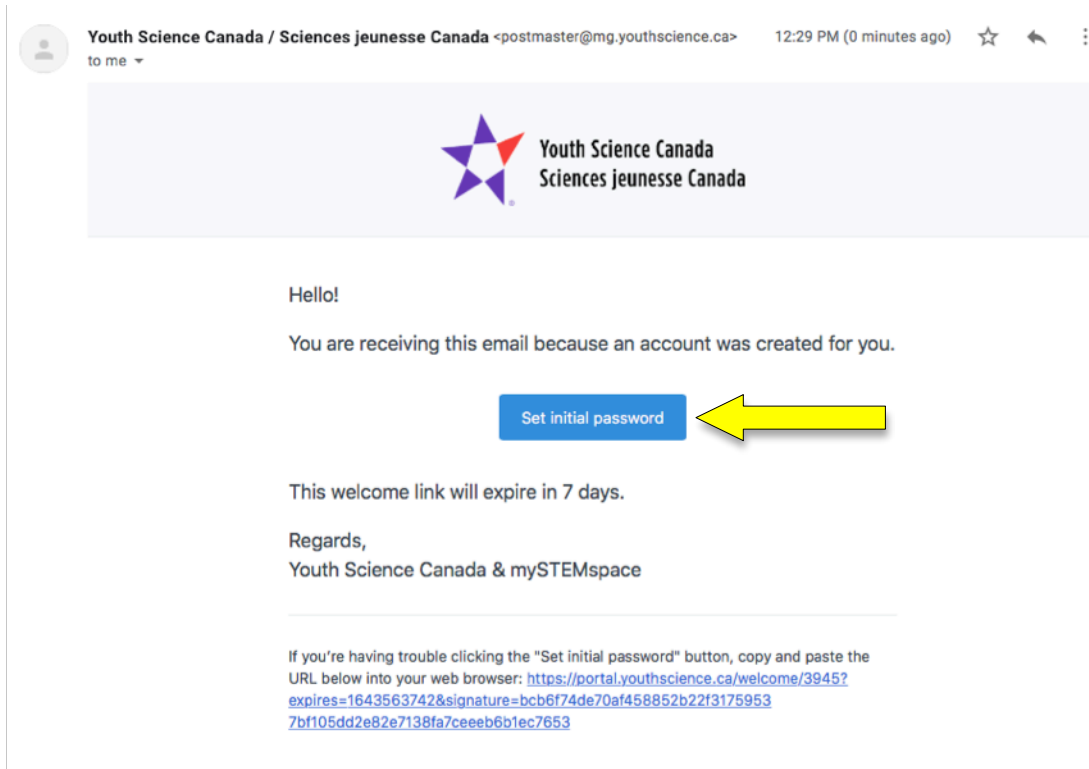 Youth Science Canada / Sciences jeunesse Canada <postmaster@mg.youthscience.ca> 12:29 PM (0 minutes ago)
to me
Youth Science Canada
Sciences jeunesse Canada
Hello!
You are receiving this email because an account was created for you.
Set initial password
This welcome link will expire in 7 days.
Regards,
Youth Science Canada & mySTEMspace
If you're having trouble clicking the "Set initial password" button, copy and paste the
URL below into your web browser: https://portal.youthscience.ca/welcome/3945?
expires=1643563742&signature=bcb6f74de70af458852b22f3175953
7bf105dd2e82e7138fa7ceeeb6b1ec7653